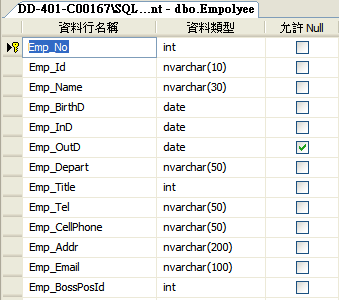 DD-401-C00167\SQL...nt - dbo.Empolyee
資料行名稱 資料類型 允許 Null
Emp_No int
Emp_Id nvarchar(10)
Emp_Name nvarchar(30)
Emp_BirthD date
Emp_InD date
Emp_OutD date
Emp_Depart nvarchar(50)
Emp_Title int
Emp_Tel nvarchar(50)
Emp_CellPhone nvarchar(50)
Emp_Addr nvarchar(200)
Emp_Email nvarchar(100)
Emp_BossPosId int